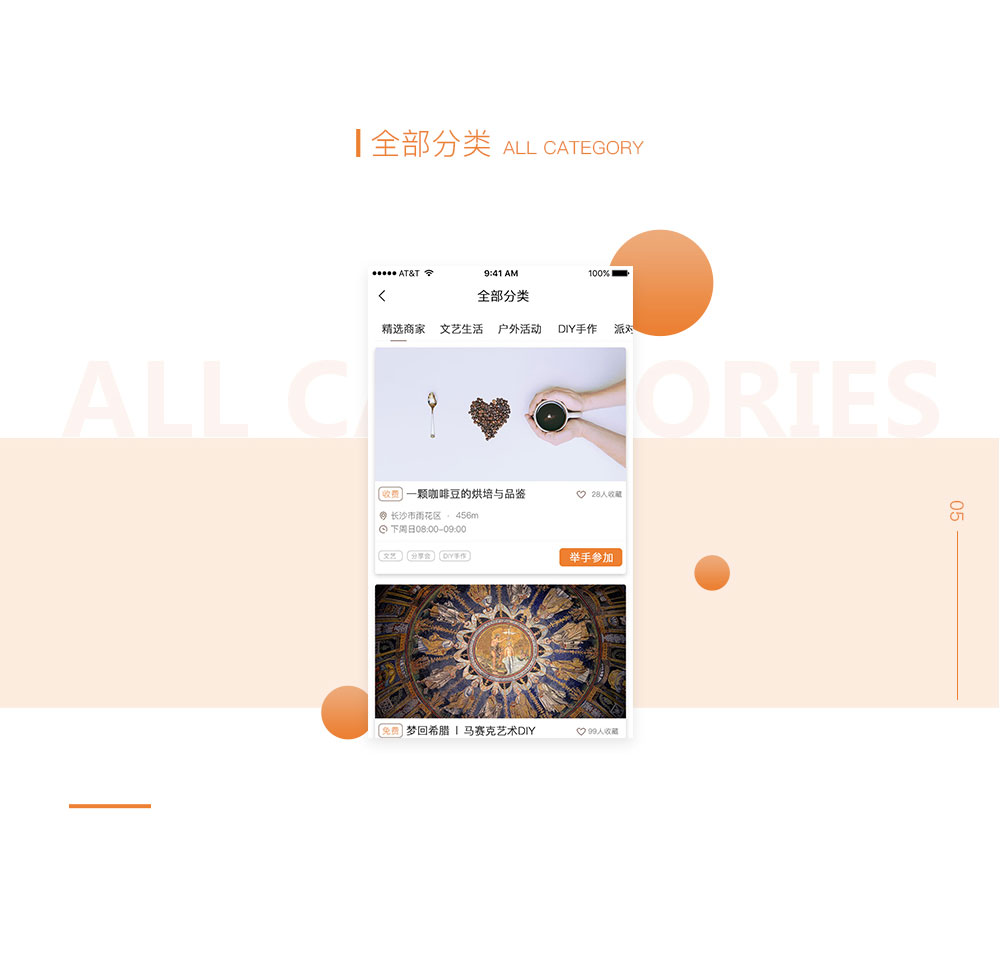 全部分类 ALL CATEGORY
AT&T 9:41 AM 100%
全部分类
精选商家 文艺生活 户外活动 DIY手作 派对
ALL CATEGORIES
收费 一颗咖啡豆的烘培与品鉴 28人收藏
长沙市雨花区 · 456m
下周日08:00-09:00
文艺 分享会 DIY手作 举手参加
05
免费 梦回希腊 | 马赛克艺术DIY 99人收藏